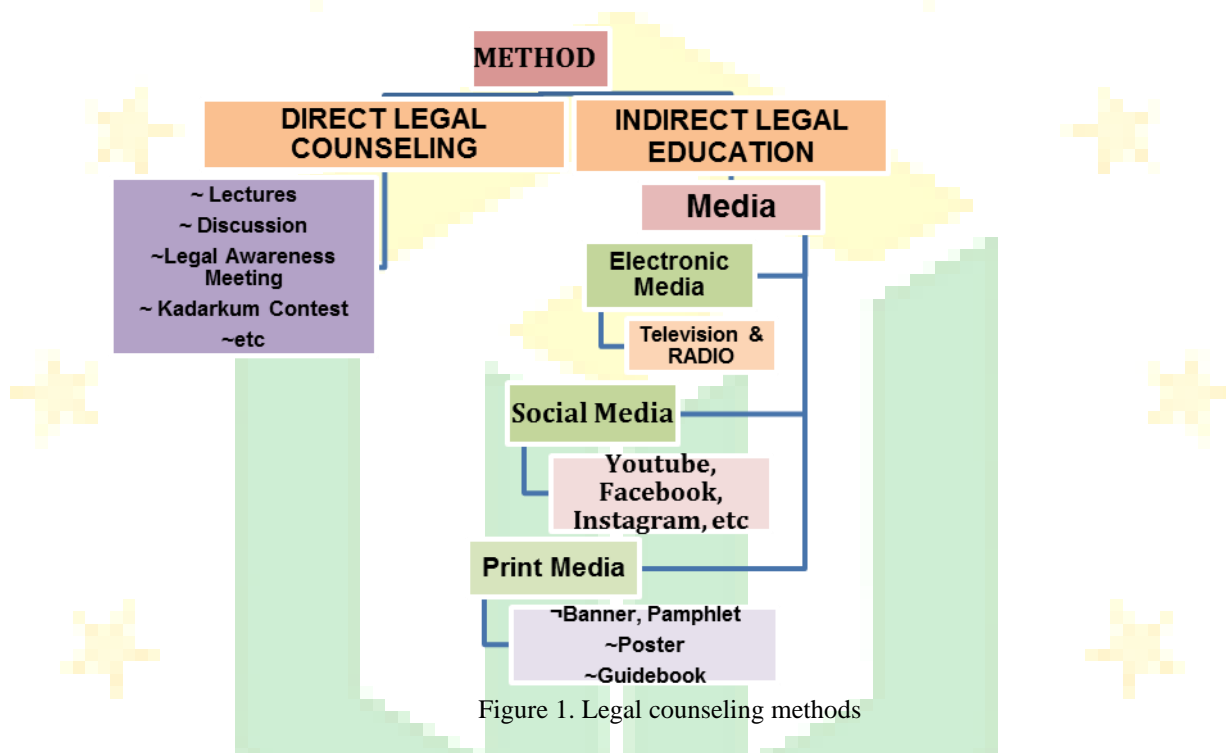 METHOD
DIRECT LEGAL
COUNSELING
~ Lectures
~ Discussion
~Legal Awareness
Meeting
~ Kadarkum Contest
~etc
INDIRECT LEGAL
EDUCATION
Media
Electronic
Media
Television &
RADIO
Social Media
Youtube,
Facebook,
Instagram, etc
Print Media
¬Banner, Pamphlet
~Poster
~Guidebook
Figure 1. Legal counseling methods